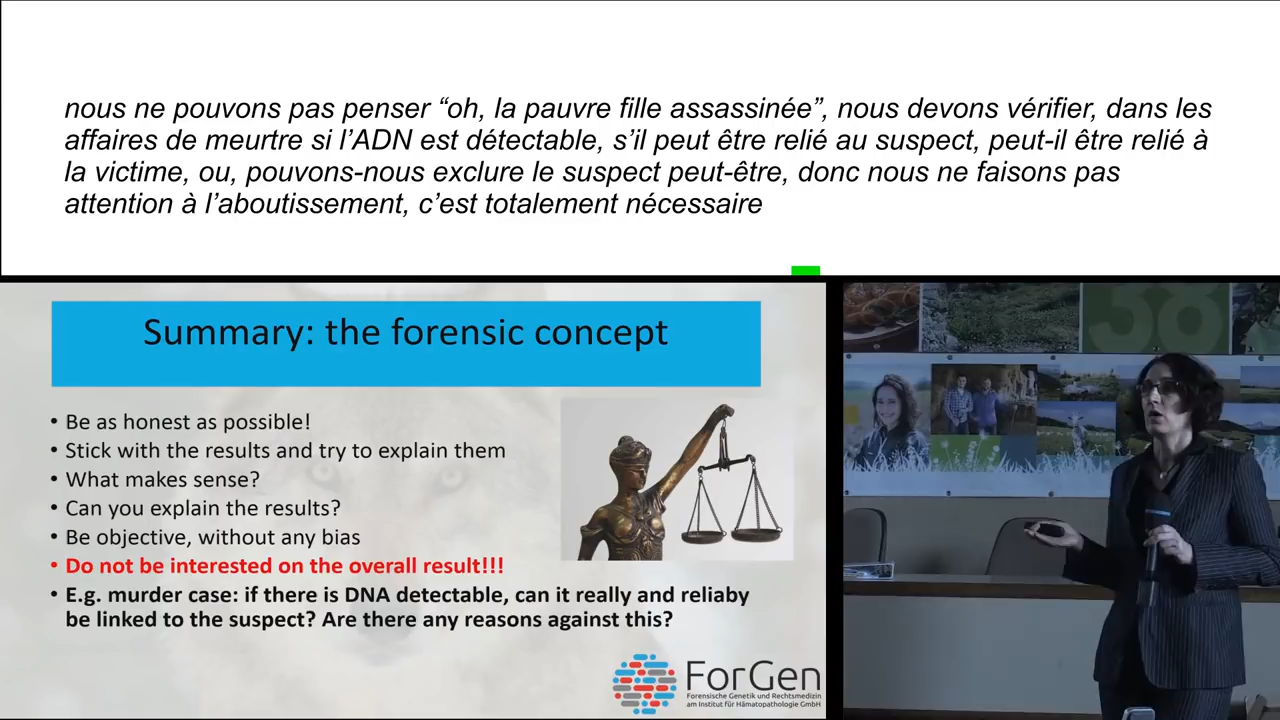 nous ne pouvons pas penser “oh, la pauvre fille assassinée”, nous devons vérifier, dans les
affaires de meurtre si l’ADN est détectable, s’il peut être relié au suspect, peut-il être relié à
la victime, ou, pouvons-nous exclure le suspect peut-être, donc nous ne faisons pas
attention à l’aboutissement, c’est totalement nécessaire
Summary: the forensic concept
• Be as honest as possible!
• Stick with the results and try to explain them
• What makes sense?
• Can you explain the results?
• Be objective, without any bias
• Do not be interested on the overall result!!!
• E.g. murder case: if there is DNA detectable, can it really and reliaby
be linked to the suspect? Are there any reasons against this?
ForGen
Forensische Genetik und Rechtsmedizin
am Institut für Hämatopathologie GmbH
38